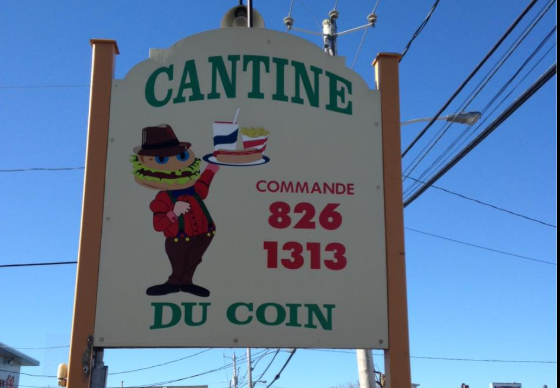 CANTINE
COMMANDE
826
1313
DU COIN